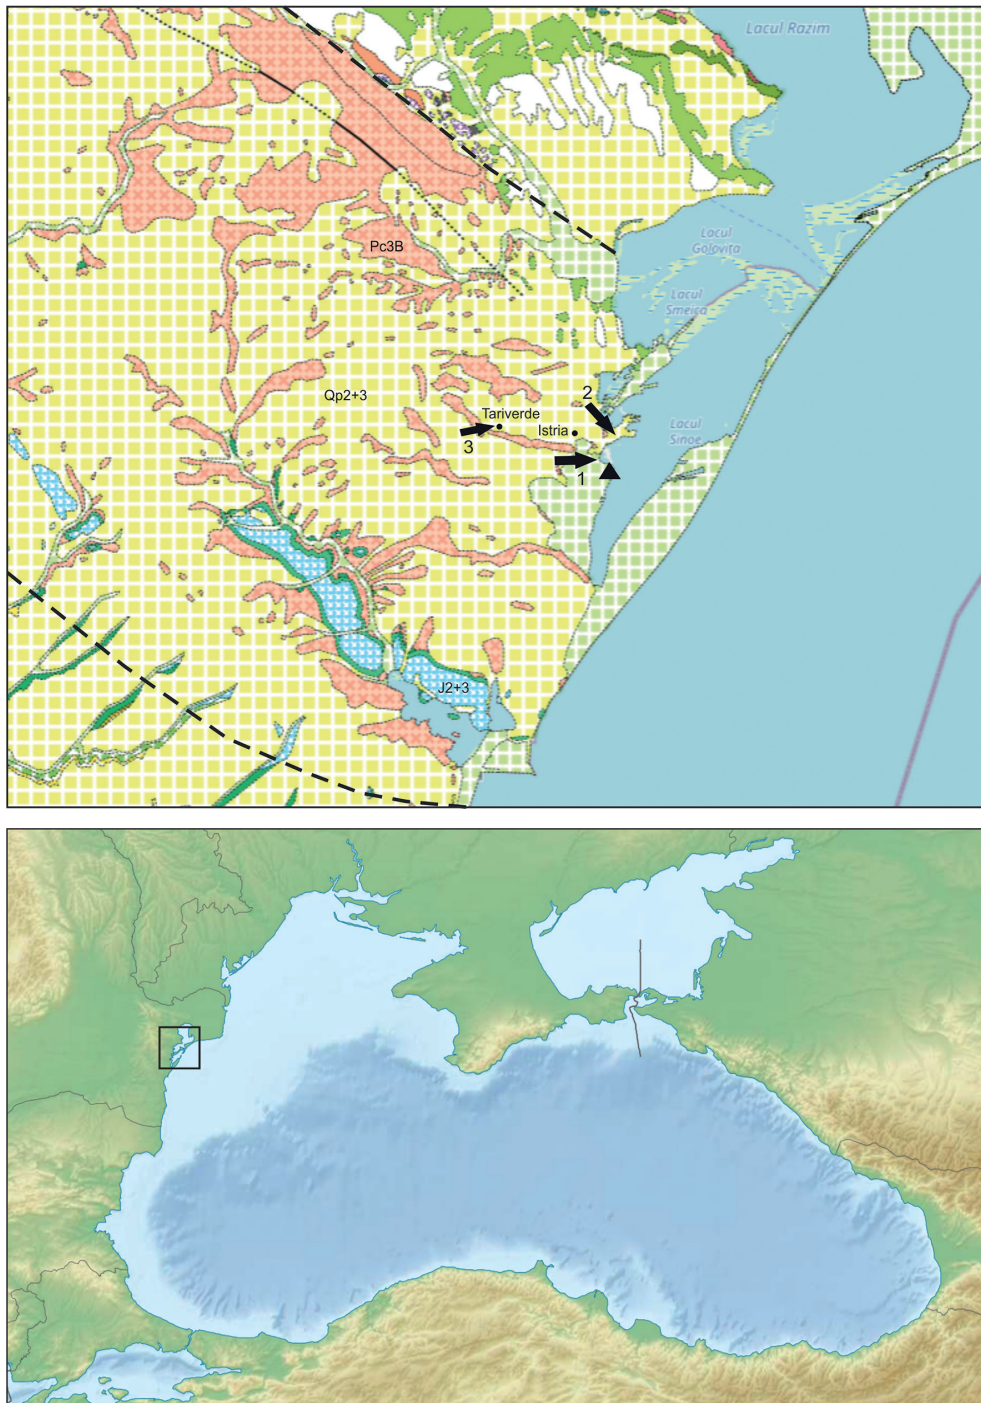 Lacul Razim
Lacul
Golovița
Pc3B
Lacul
Smeica
Qp2+3
2
Tariverde
Istria
Lacul
Sinoe
3
1
J2+3